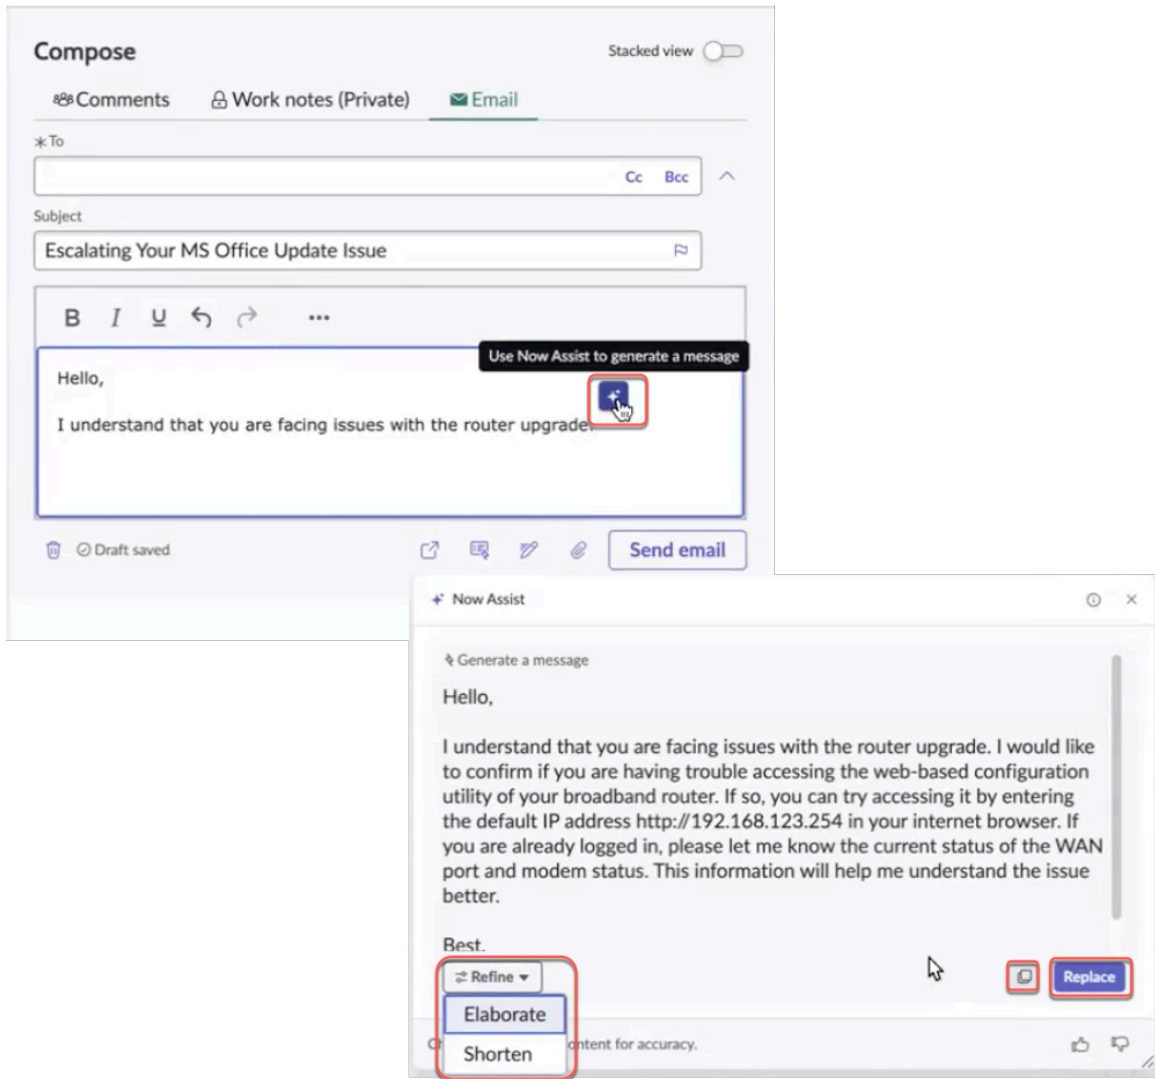 Compose
Stacked view
Comments
Work notes (Private)
Email
* To
Cc Bcc
Subject
Escalating Your MS Office Update Issue
B I U •••
Use Now Assist to generate a message
Hello,
I understand that you are facing issues with the router upgrade.
Draft saved
Send email
Now Assist
Generate a message
Hello,
I understand that you are facing issues with the router upgrade. I would like
to confirm if you are having trouble accessing the web-based configuration
utility of your broadband router. If so, you can try accessing it by entering
the default IP address http://192.168.123.254 in your internet browser. If
you are already logged in, please let me know the current status of the WAN
port and modem status. This information will help me understand the issue
better.
Best,
Refine
Replace
Elaborate
Shorten
for accuracy.